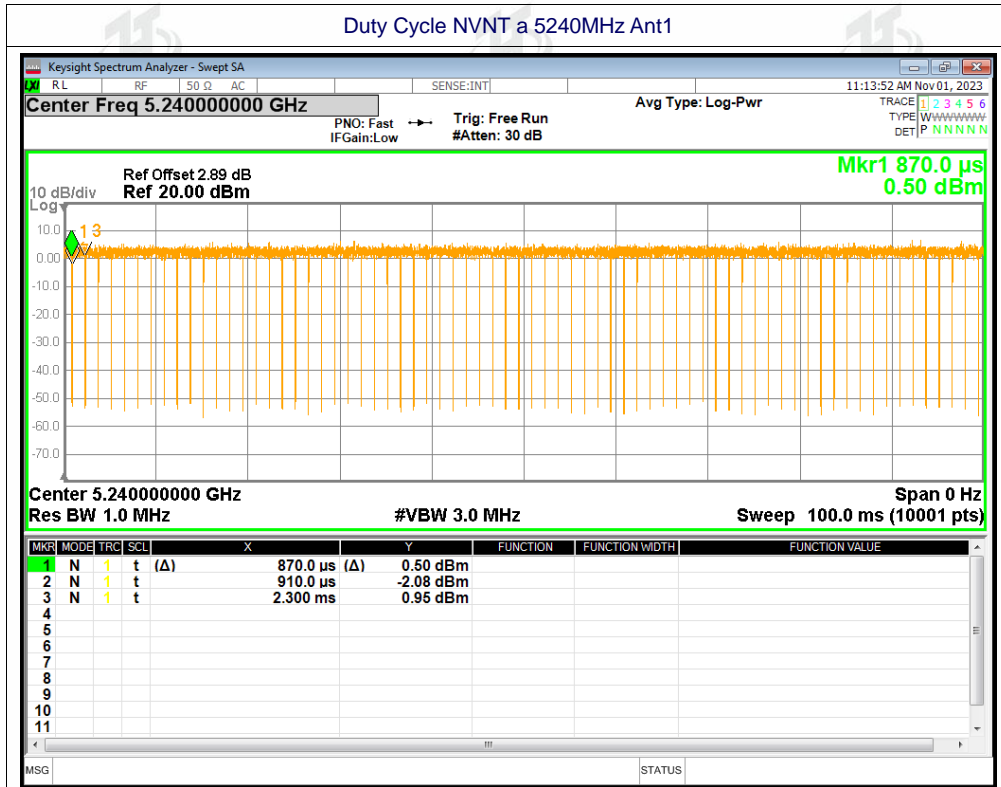 Duty Cycle NVNT a 5240MHz Ant1
Keysight Spectrum Analyzer - Swept SA
LXI RL RF 50 Ω AC SENSE:INT 11:13:52 AM Nov 01, 2023
Center Freq 5.240000000 GHz
PNO: Fast
IFGain:Low
Trig: Free Run
#Atten: 30 dB
Avg Type: Log-Pwr
TRACE 1 2 3 4 5 6
TYPE WWWWWWW
DET P N N N N N
Mkr1 870.0 µs
0.50 dBm
Ref Offset 2.89 dB
10 dB/div Ref 20.00 dBm
Log
10.0
0.00
-10.0
-20.0
-30.0
-40.0
-50.0
-60.0
-70.0
1 3
Center 5.240000000 GHz Span 0 Hz
Res BW 1.0 MHz #VBW 3.0 MHz Sweep 100.0 ms (10001 pts)
MKR MODE TRC SCL X Y FUNCTION FUNCTION WIDTH FUNCTION VALUE
1 N 1 t (Δ) 870.0 µs (Δ) 0.50 dBm
2 N 1 t 910.0 µs -2.08 dBm
3 N 1 t 2.300 ms 0.95 dBm
4
5
6
7
8
9
10
11
MSG STATUS